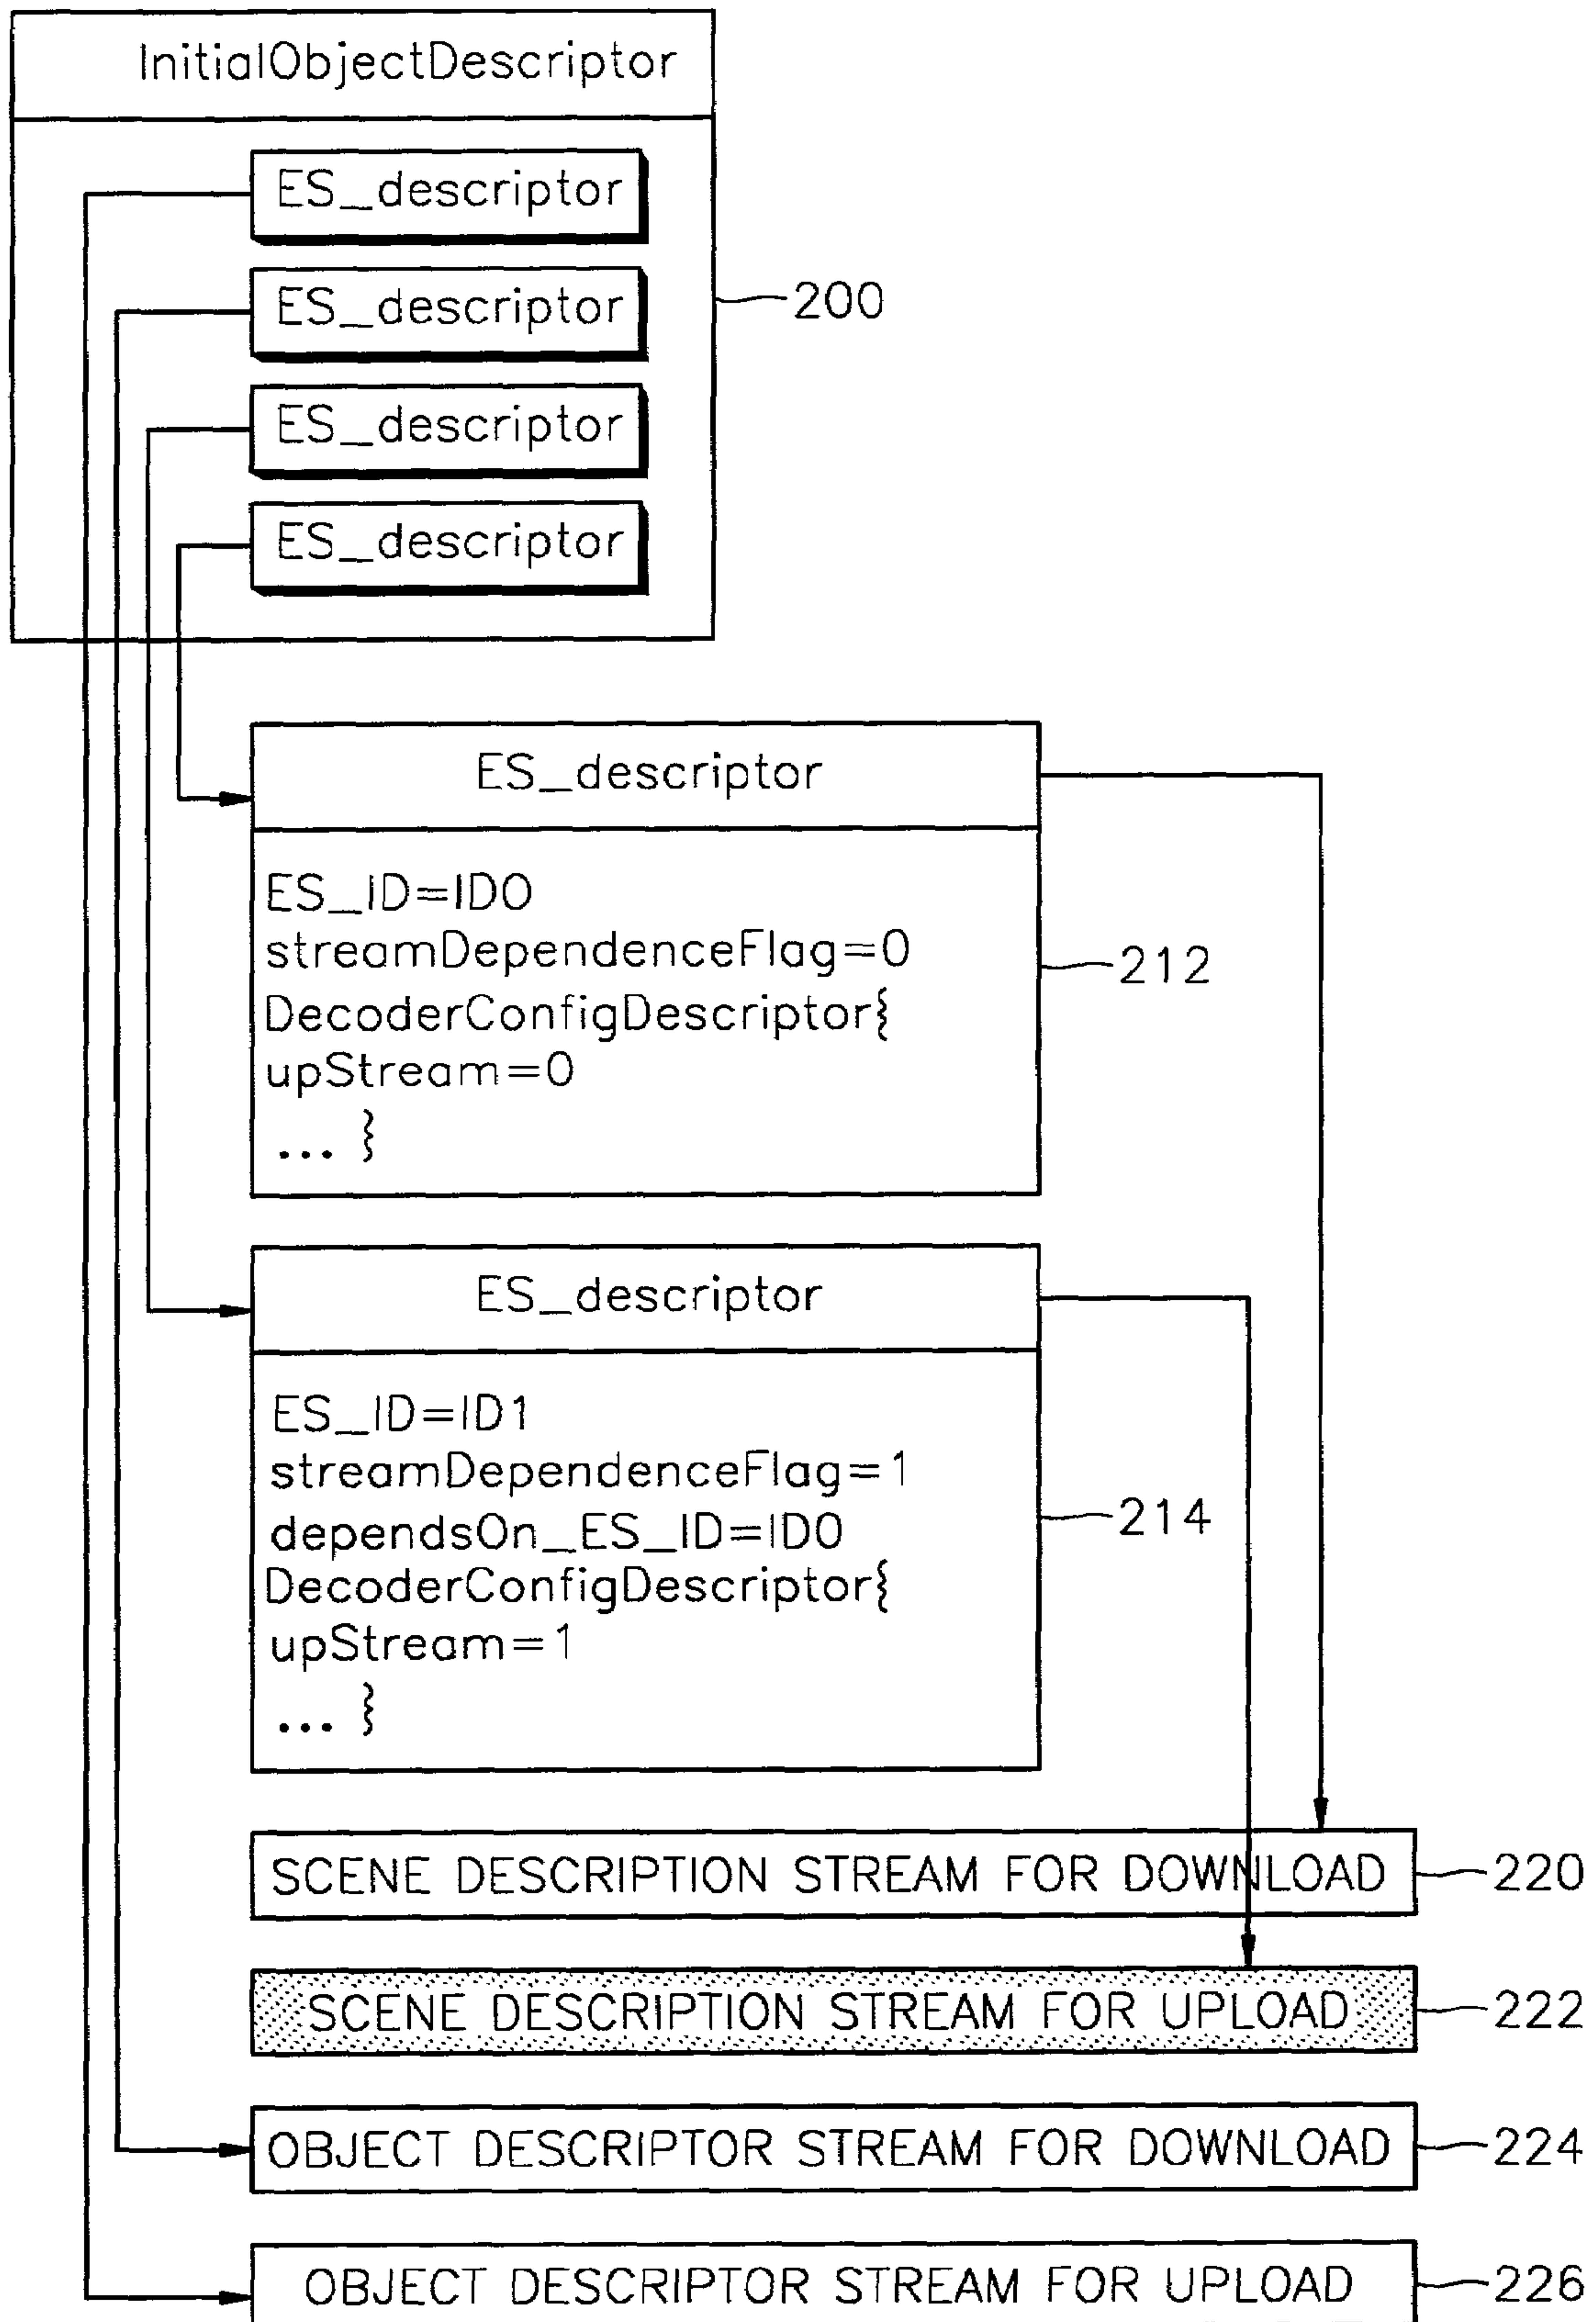 InitialObjectDescriptor
ES_descriptor
ES_descriptor
200
ES_descriptor
ES_descriptor
ES_descriptor
ES_ID=ID0
streamDependenceFlag=0
212
DecoderConfigDescriptor{
upStream=0
... }
ES_descriptor
ES_ID=ID1
streamDependenceFlag=1
214
dependsOn_ES_ID=ID0
DecoderConfigDescriptor{
upStream=1
... }
SCENE DESCRIPTION STREAM FOR DOWNLOAD 220
SCENE DESCRIPTION STREAM FOR UPLOAD 222
OBJECT DESCRIPTOR STREAM FOR DOWNLOAD 224
OBJECT DESCRIPTOR STREAM FOR UPLOAD 226